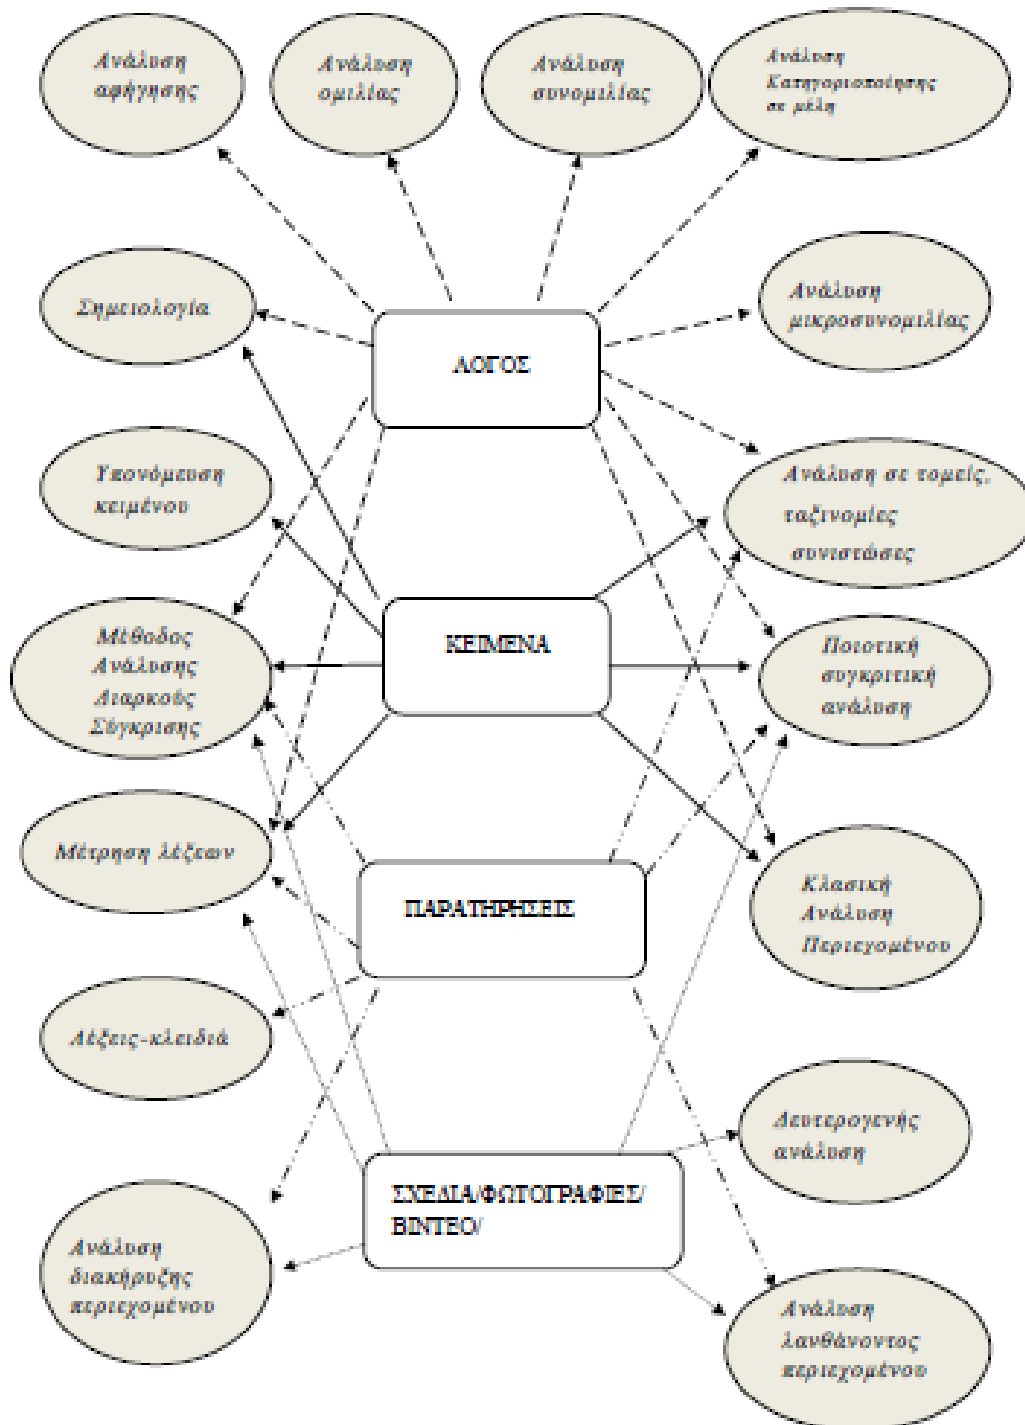 Ανάλυση
αφήγησης
Ανάλυση
ομιλίας
Ανάλυση
συνομιλίας
Ανάλυση
Κατηγοριοποίησης
σε μέλη
Σημειολογία
ΛΟΓΟΣ
Ανάλυση
μικροσυνομιλίας
Υπονόμευση
κειμένου
Ανάλυση σε τομείς,
ταξινομίες
συνιστώσες
Μέθοδος
Ανάλυσης
Διαρκούς
Σύγκρισης
ΚΕΙΜΕΝΑ
Ποιοτική
συγκριτική
ανάλυση
Μέτρηση λέξεων
ΠΑΡΑΤΗΡΗΣΕΙΣ
Κλασική
Ανάλυση
Περιεχομένου
Λέξεις-κλειδιά
Δευτερογενής
ανάλυση
ΣΧΕΔΙΑ/ΦΩΤΟΓΡΑΦΙΕΣ/
ΒΙΝΤΕΟ/
Ανάλυση
διακήρυξης
περιεχομένου
Ανάλυση
λανθάνοντος
περιεχομένου